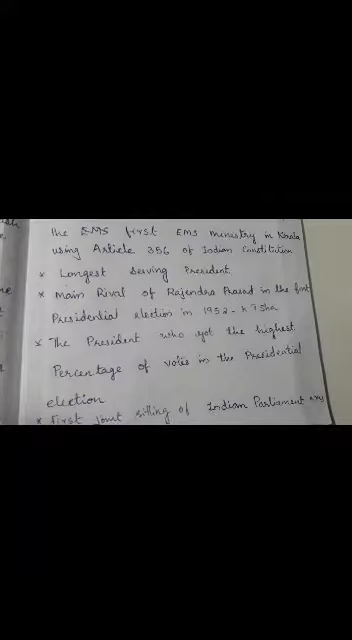 the EMS first EMS ministry in Kerala
using Article 356 of Indian Constitution
* Longest serving President
* Main Rival of Rajendra Prasad in the first
Presidential election in 1952 - K T Sha
* The President who got the highest
Percentage of votes in the Presidential
election
* First joint sitting of Indian Parliament